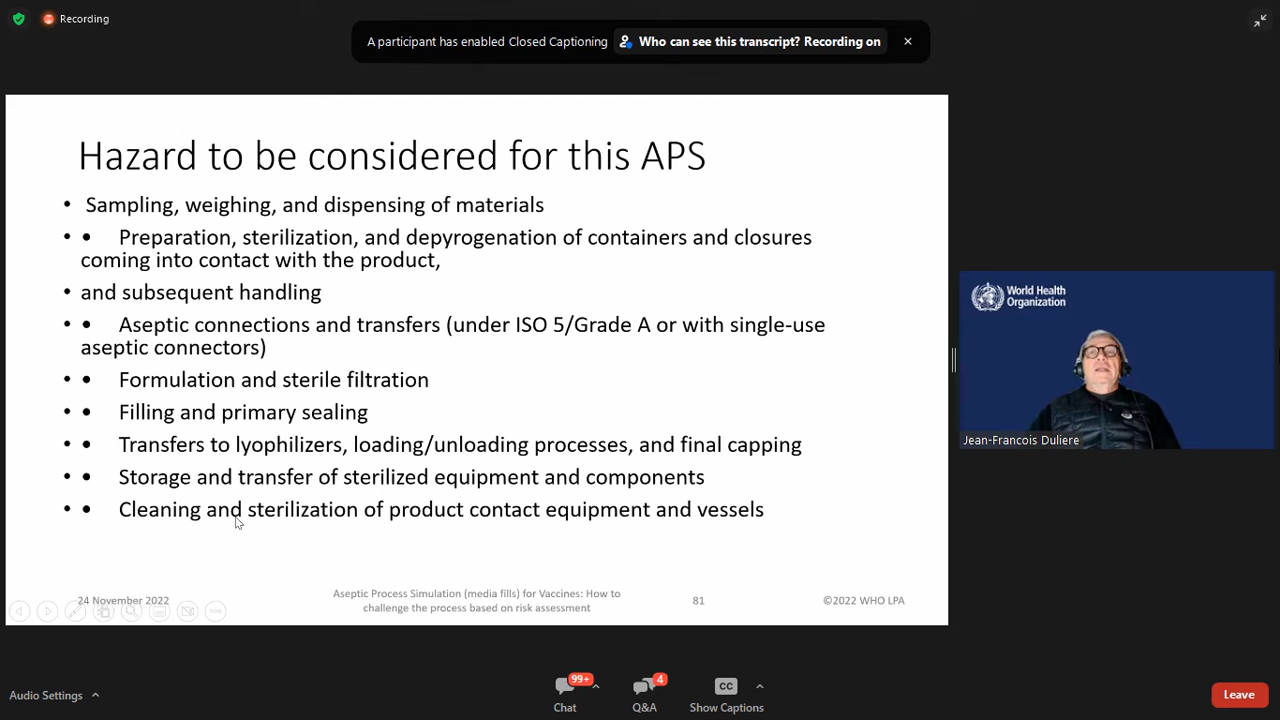 Recording
A participant has enabled Closed Captioning Who can see this transcript? Recording on
Hazard to be considered for this APS
• Sampling, weighing, and dispensing of materials
• • Preparation, sterilization, and depyrogenation of containers and closures
coming into contact with the product,
• and subsequent handling
• • Aseptic connections and transfers (under ISO 5/Grade A or with single-use
aseptic connectors)
• • Formulation and sterile filtration
• • Filling and primary sealing
• • Transfers to lyophilizers, loading/unloading processes, and final capping
• • Storage and transfer of sterilized equipment and components
• • Cleaning and sterilization of product contact equipment and vessels
24 November 2022
Aseptic Process Simulation (media fills) for Vaccines: How to
challenge the process based on risk assessment
81
©2022 WHO LPA
World Health
Organization
Jean-Francois Duliere
Audio Settings
99+
Chat
4
Q&A
CC
Show Captions
Leave